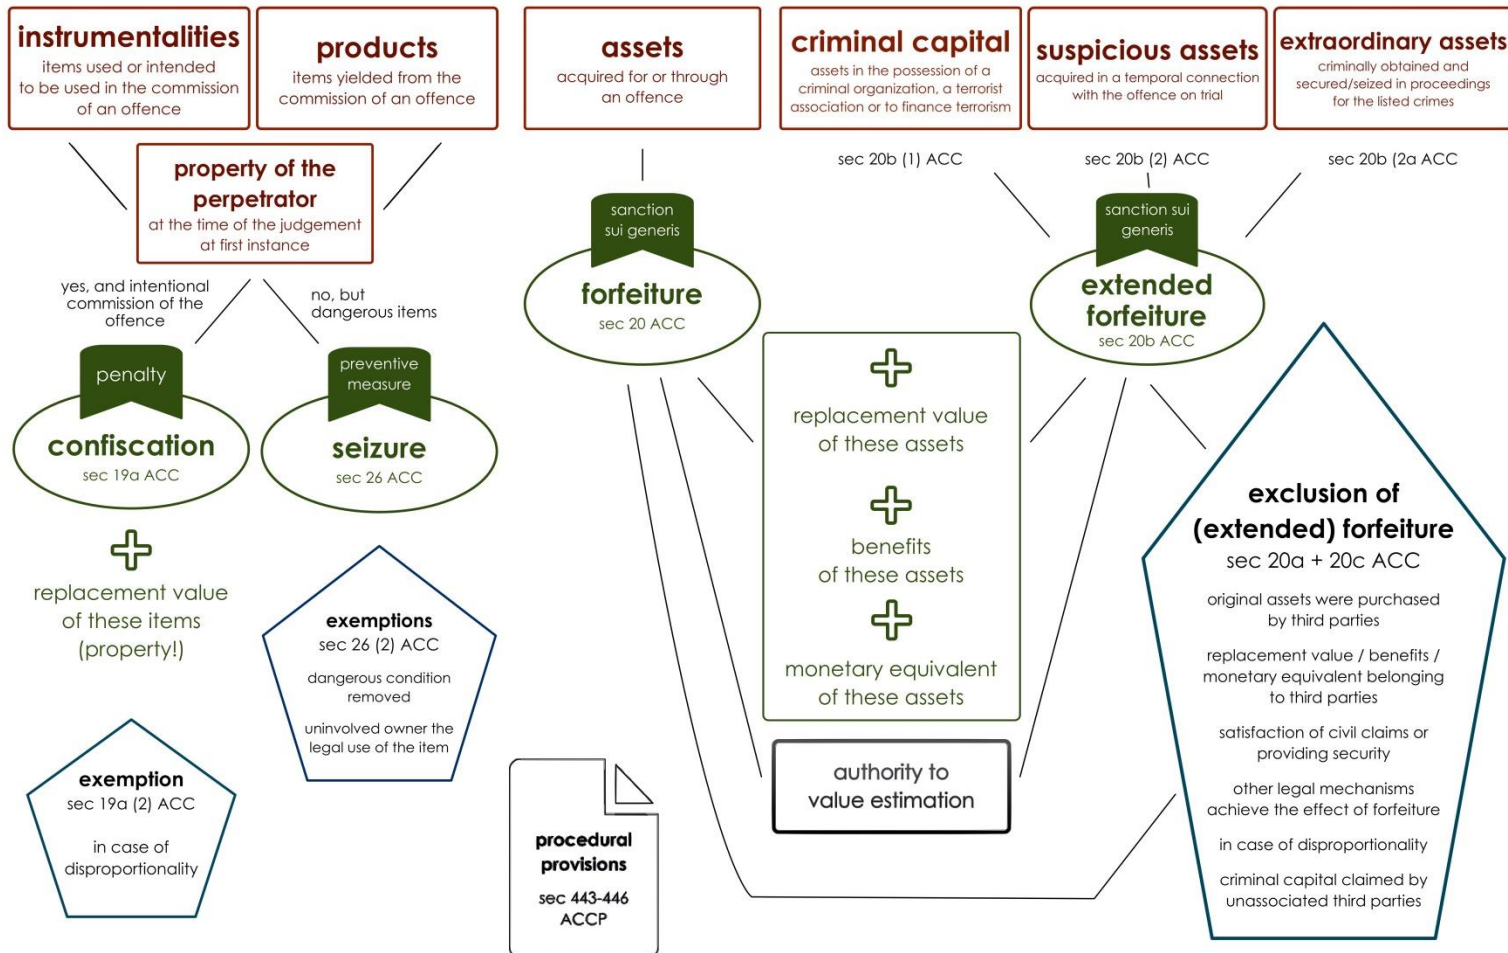 instrumentalities
items used or intended
to be used in the commission
of an offence
products
items yielded from the
commission of an offence
assets
acquired for or through
an offence
criminal capital
assets in the possession of a
criminal organization, a terrorist
association or to finance terrorism
suspicious assets
acquired in a temporal connection
with the offence on trial
extraordinary assets
criminally obtained and
secured/seized in proceedings
for the listed crimes
property of the
perpetrator
at the time of the judgement
at first instance
sec 20b (1) ACC
sec 20b (2) ACC
sec 20b (2a ACC
yes, and intentional
commission of the
offence
no, but
dangerous items
penalty
confiscation
sec 19a ACC
preventive
measure
seizure
sec 26 ACC
sanction
sui generis
forfeiture
sec 20 ACC
sanction sui
generis
extended
forfeiture
sec 20b ACC
replacement value
of these items
(property!)
exemption
sec 19a (2) ACC
in case of
disproportionality
exemptions
sec 26 (2) ACC
dangerous condition
removed
uninvolved owner the
legal use of the item
replacement value
of these assets
benefits
of these assets
monetary equivalent
of these assets
authority to
value estimation
procedural
provisions
sec 443-446
ACCP
exclusion of
(extended) forfeiture
sec 20a + 20c ACC
original assets were purchased
by third parties
replacement value / benefits /
monetary equivalent belonging
to third parties
satisfaction of civil claims or
providing security
other legal mechanisms
achieve the effect of forfeiture
in case of disproportionality
criminal capital claimed by
unassociated third parties